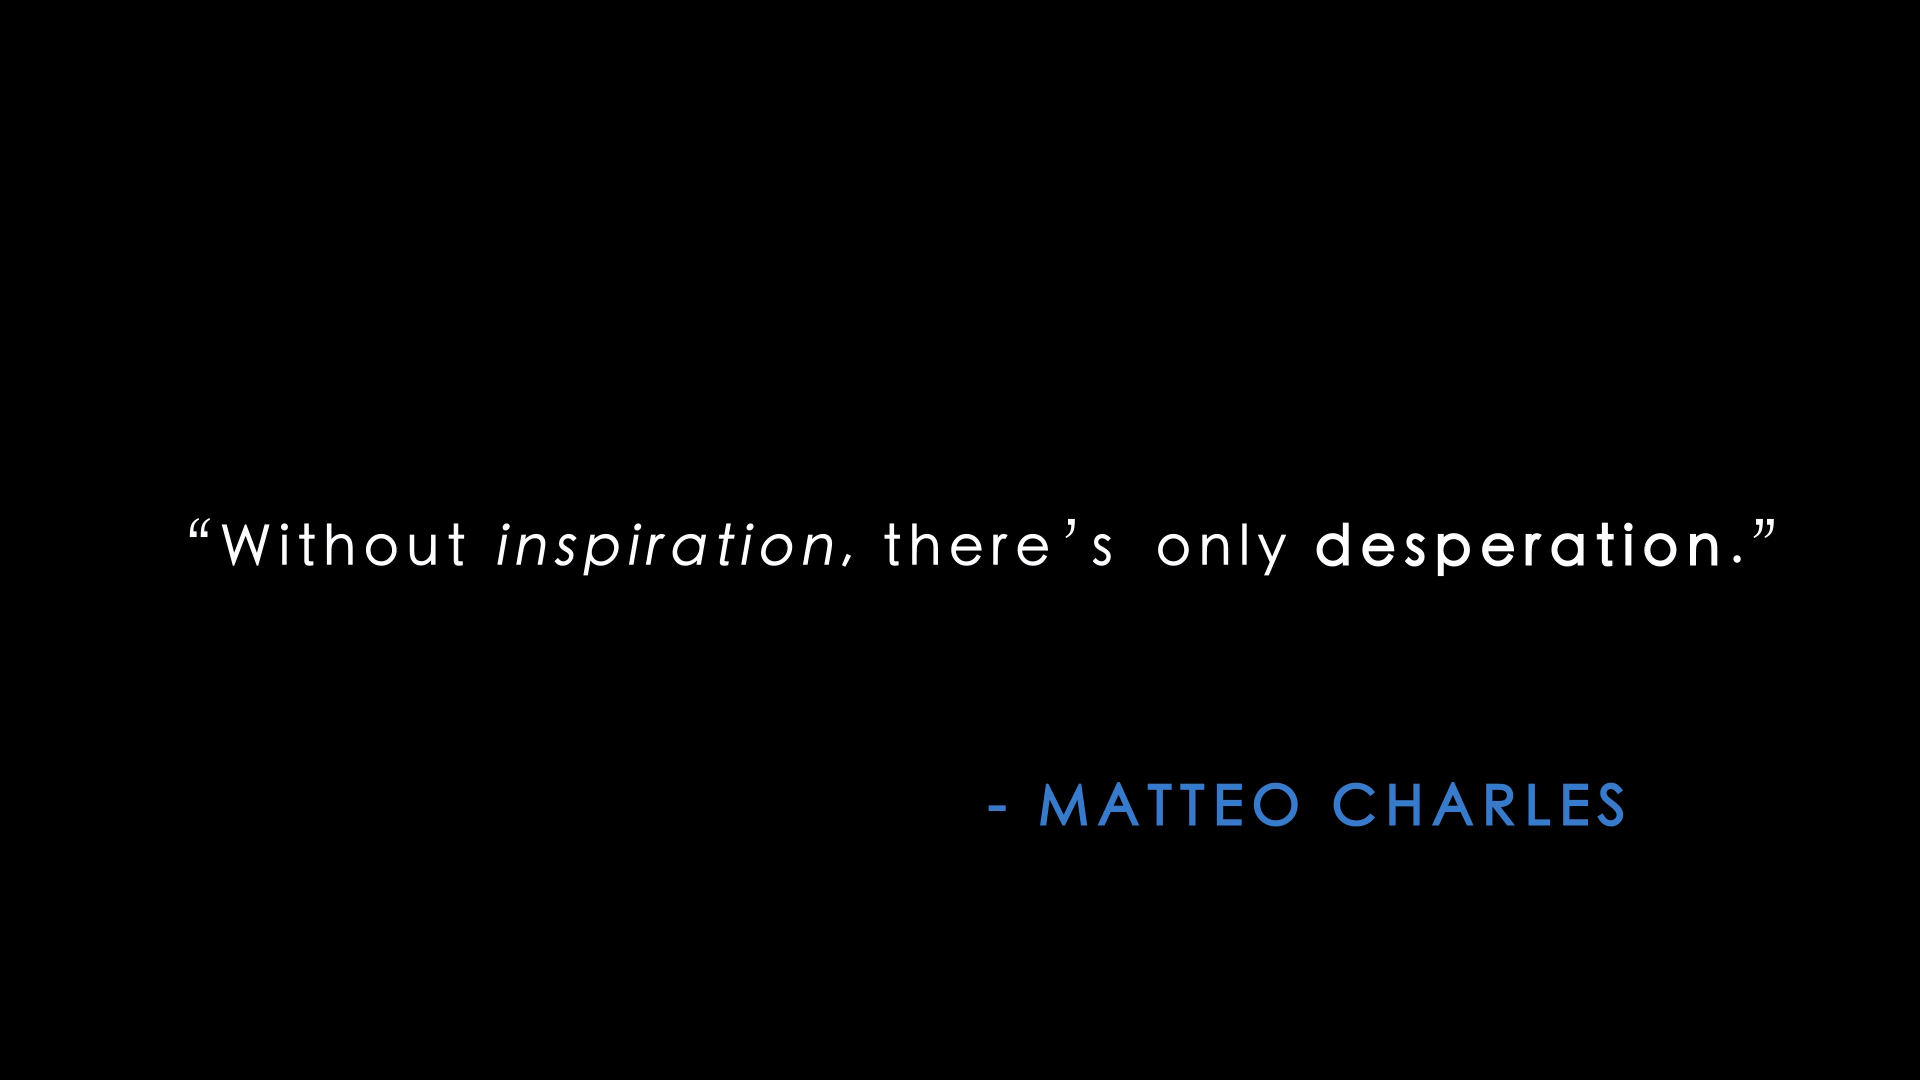 “Without inspiration, there’s only desperation.”
- MATTEO CHARLES